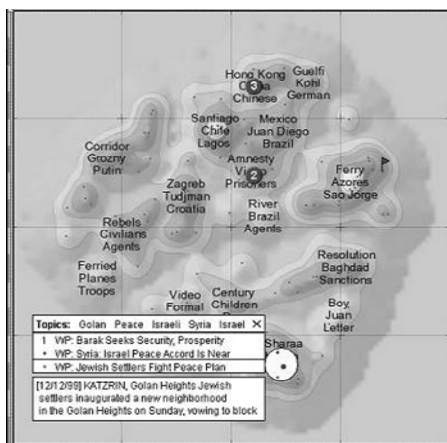 Hong Kong
3
Chinese
Guelfi
Kohl
German
Santiago
Chile
Lagos
Mexico
Juan Diego
Brazil
Corridor
Grozny
Putin
Amnesty
2
Prisoners
Zagreb
Tudjman
Croatia
Ferry
Azores
Sao Jorge
River
Brazil
Agents
Rebels
Civilians
Agents
Ferried
Planes
Troops
Resolution
Baghdad
Sanctions
Video
Formal
Century
Children
Boy
Juan
Letter
Sharaa
Topics: Golan Peace Israeli Syria Israel X
1 WP: Barak Seeks Security, Prosperity
• WP: Syria: Israel Peace Accord Is Near
• WP: Jewish Settlers Fight Peace Plan
[12/12/99] KATZRIN, Golan Heights Jewish
settlers inaugurated a new neighborhood
in the Golan Heights on Sunday, vowing to block